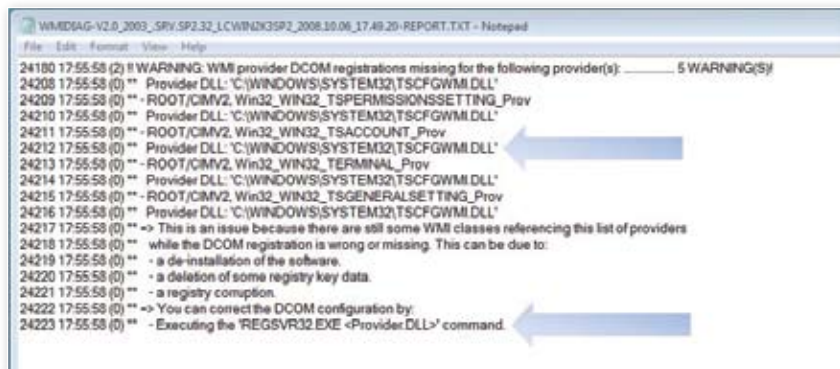 WMIDIAG-V2.0_2003_.SRV.SP2.32_LCWIN2K3SP2_2008.10.06_17.49.20-REPORT.TXT - Notepad
File Edit Format View Help
24180 17:55:58 (2) !! WARNING: WMI provider DCOM registrations missing for the following provider(s): .............. 5 WARNING(S)!
24208 17:55:58 (0) ** Provider DLL: 'C:\WINDOWS\SYSTEM32\TSCFGWMI.DLL'
24209 17:55:58 (0) ** - ROOT/CIMV2, Win32_WIN32_TSPERMISSIONSSETTING_Prov
24210 17:55:58 (0) ** Provider DLL: 'C:\WINDOWS\SYSTEM32\TSCFGWMI.DLL'
24211 17:55:58 (0) ** - ROOT/CIMV2, Win32_WIN32_TSACCOUNT_Prov
24212 17:55:58 (0) ** Provider DLL: 'C:\WINDOWS\SYSTEM32\TSCFGWMI.DLL'
24213 17:55:58 (0) ** - ROOT/CIMV2, Win32_WIN32_TERMINAL_Prov
24214 17:55:58 (0) ** Provider DLL: 'C:\WINDOWS\SYSTEM32\TSCFGWMI.DLL'
24215 17:55:58 (0) ** - ROOT/CIMV2, Win32_WIN32_TSGENERALSETTING_Prov
24216 17:55:58 (0) ** Provider DLL: 'C:\WINDOWS\SYSTEM32\TSCFGWMI.DLL'
24217 17:55:58 (0) ** => This is an issue because there are still some WMI classes referencing this list of providers
24218 17:55:58 (0) ** while the DCOM registration is wrong or missing. This can be due to:
24219 17:55:58 (0) ** - a de-installation of the software.
24220 17:55:58 (0) ** - a deletion of some registry key data.
24221 17:55:58 (0) ** - a registry corruption.
24222 17:55:58 (0) ** => You can correct the DCOM configuration by:
24223 17:55:58 (0) ** - Executing the 'REGSVR32.EXE <Provider.DLL>' command.